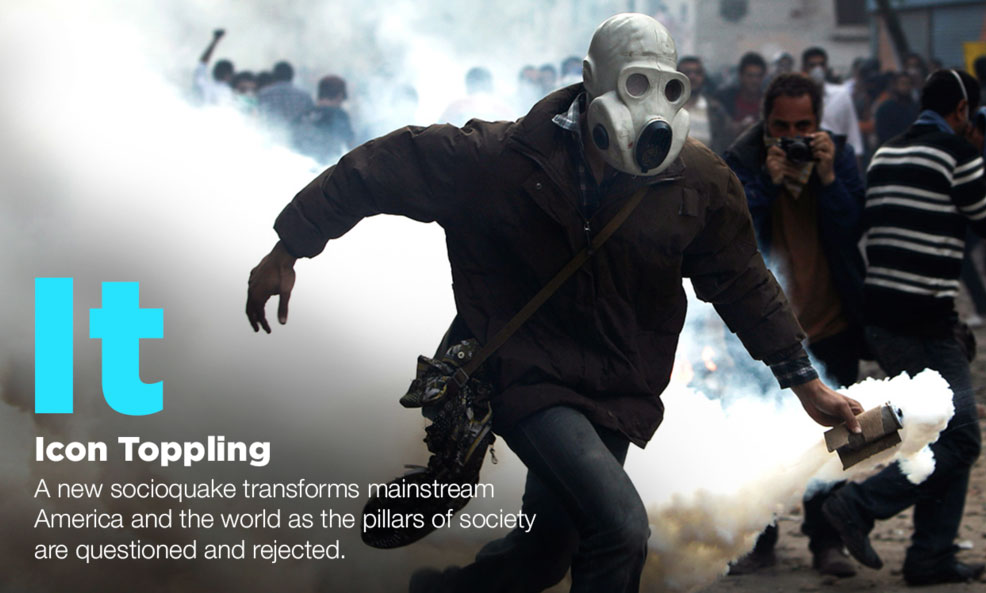 It
Icon Toppling
A new socioquake transforms mainstream
America and the world as the pillars of society
are questioned and rejected.